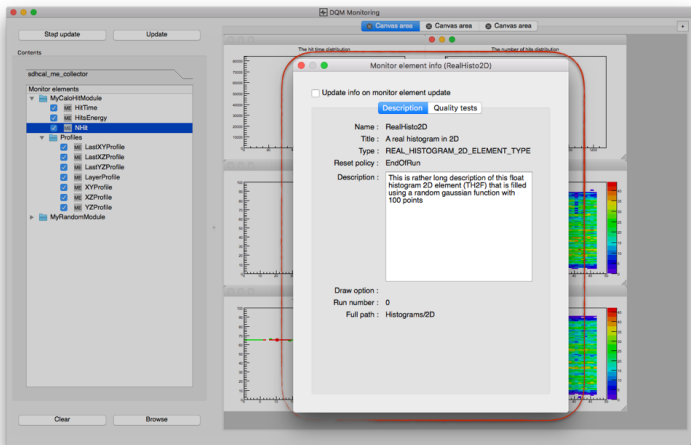 DQM Monitoring
Start update
Update
Contents
sdhcal_me_collector
Monitor elements
MyCaloHitModule
ME HitTime
ME HitsEnergy
ME NHit
Profiles
ME LastXYProfile
ME LastXZProfile
ME LastYZProfile
ME LayerProfile
ME XYProfile
ME XZProfile
ME YZProfile
MyRandomModule
Clear
Browse
Canvas area
Canvas area
Canvas area
The hit time distribution
The number of hits distribution
Monitor element info (RealHisto2D)
Update info on monitor element update
Description
Quality tests
Name : RealHisto2D
Title : A real histogram in 2D
Type : REAL_HISTOGRAM_2D_ELEMENT_TYPE
Reset policy : EndOfRun
Description : This is rather long description of this float
histogram 2D element (TH2F) that is filled
using a random gaussian function with
100 points
Draw option :
Run number : 0
Full path : Histograms/2D